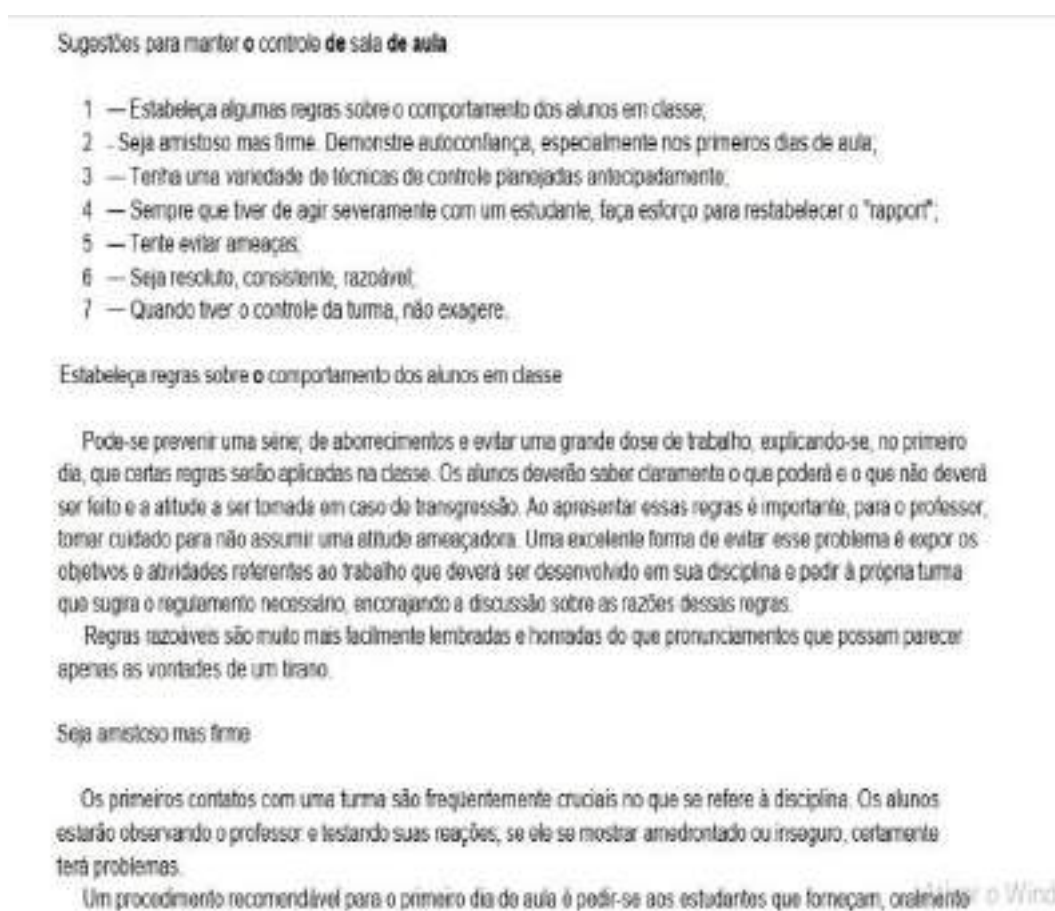 Sugestões para manter o controle de sala de aula
1 — Estabeleça algumas regras sobre o comportamento dos alunos em classe;
2 - Seja amistoso mas firme. Demonstre autoconfiança, especialmente nos primeiros dias de aula;
3 — Tenha uma variedade de técnicas de controle planejadas antecipadamente;
4 — Sempre que tiver de agir severamente com um estudante, faça esforço para restabelecer o "rapport";
5 — Tente evitar ameaças;
6 — Seja resoluto, consistente, razoável;
7 — Quando tiver o controle da turma, não exagere.
Estabeleça regras sobre o comportamento dos alunos em classe
Pode-se prevenir uma série; de aborrecimentos e evitar uma grande dose de trabalho, explicando-se, no primeiro
dia, que certas regras serão aplicadas na classe. Os alunos deverão saber claramente o que poderá e o que não deverá
ser feito e a atitude a ser tomada em caso de transgressão. Ao apresentar essas regras é importante, para o professor,
tomar cuidado para não assumir uma atitude ameaçadora. Uma excelente forma de evitar esse problema é expor os
objetivos e atividades referentes ao trabalho que deverá ser desenvolvido em sua disciplina e pedir à própria turma
que sugira o regulamento necessário, encorajando a discussão sobre as razões dessas regras.
Regras razoáveis são muito mais facilmente lembradas e honradas do que pronunciamentos que possam parecer
apenas as vontades de um tirano.
Seja amistoso mas firme
Os primeiros contatos com uma turma são freqüentemente cruciais no que se refere à disciplina. Os alunos
estarão observando o professor e testando suas reações, se ele se mostrar amedrontado ou inseguro, certamente
terá problemas.
Um procedimento recomendável para o primeiro dia de aula é pedir-se aos estudantes que forneçam, oralmente
o Wind